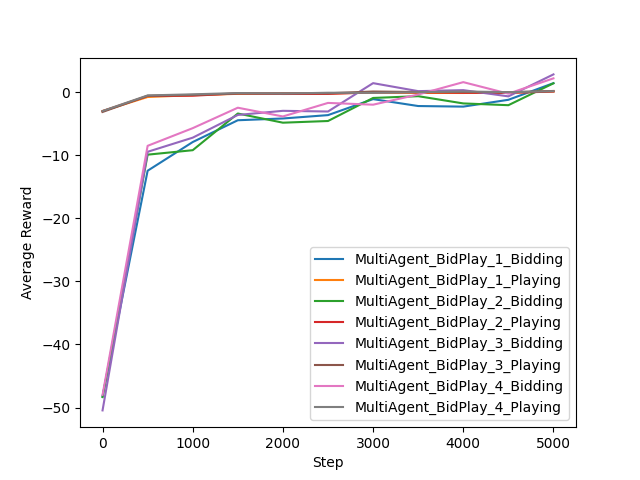 0
−10
−20
−30
−40
−50
Average Reward
MultiAgent_BidPlay_1_Bidding
MultiAgent_BidPlay_1_Playing
MultiAgent_BidPlay_2_Bidding
MultiAgent_BidPlay_2_Playing
MultiAgent_BidPlay_3_Bidding
MultiAgent_BidPlay_3_Playing
MultiAgent_BidPlay_4_Bidding
MultiAgent_BidPlay_4_Playing
0 1000 2000 3000 4000 5000
Step